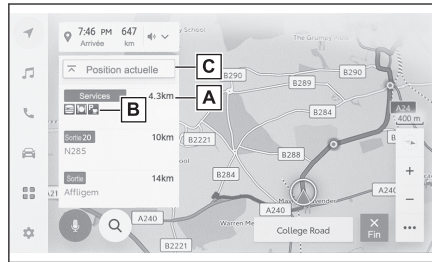 7:46 PM 647
Arrivée km
School
The Grumpy
Position actuelle
C
B290
B290
B289
Services
4.3km
A
B
B284
A24
400 m
Sortie 20
10km
N285
B2221
B288
ool
Sortie
14km
Affligem
B284
A240
A21
+
−
A240
A240
Warren
College Road
Fin
B2221